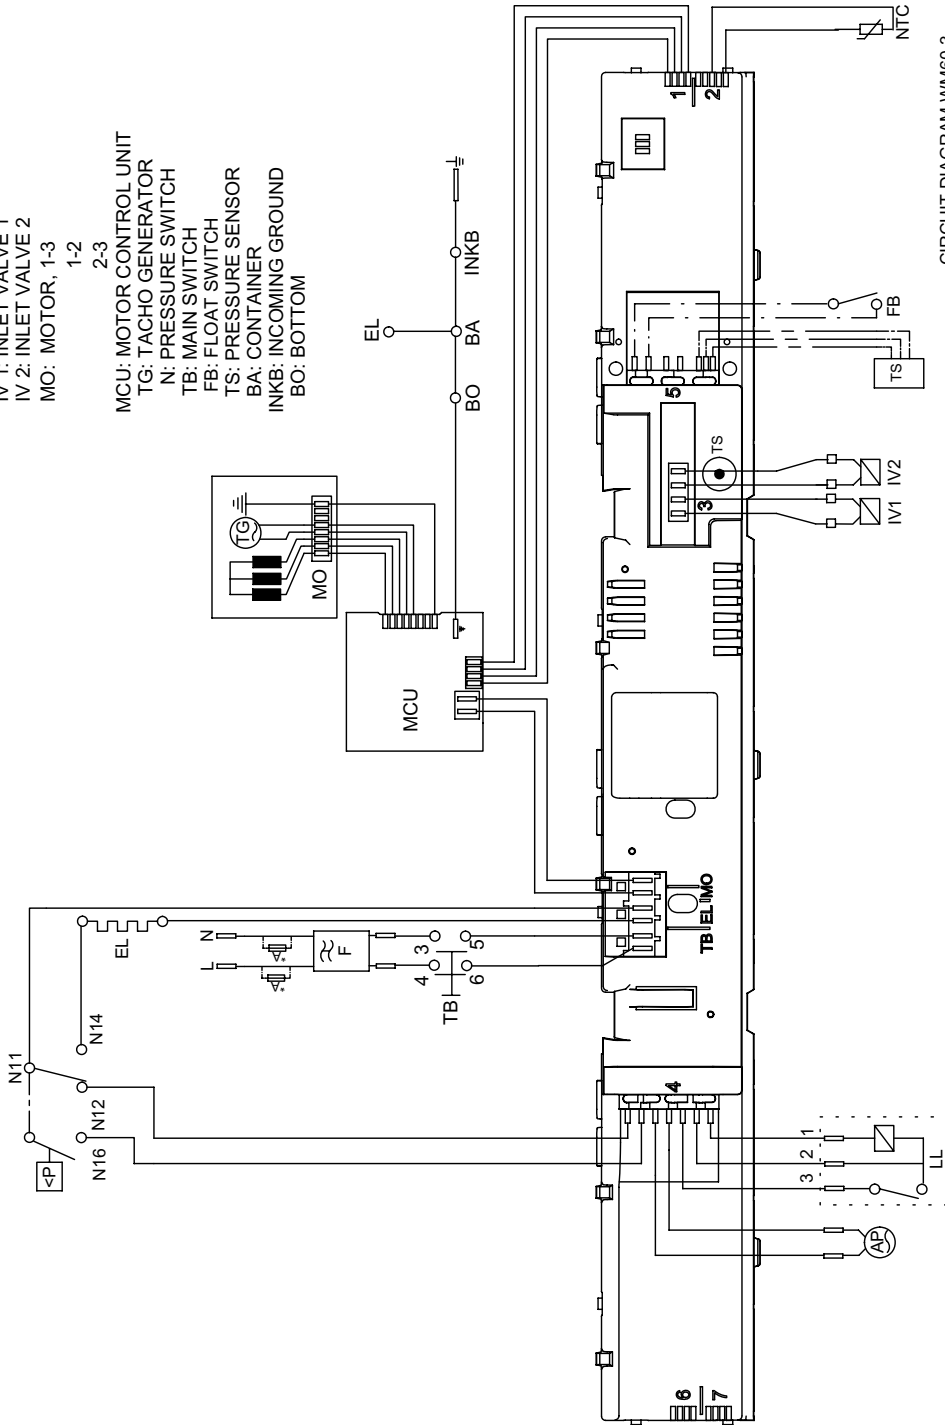 IV 1: INLET VALVE 1
IV 2: INLET VALVE 2
MO: MOTOR, 1-3
1-2
2-3
MCU: MOTOR CONTROL UNIT
TG: TACHO GENERATOR
N: PRESSURE SWITCH
TB: MAIN SWITCH
FB: FLOAT SWITCH
TS: PRESSURE SENSOR
BA: CONTAINER
INKB: INCOMING GROUND
BO: BOTTOM
EL
BO
BA
INKB
TG
MO
MCU
N11
N14
N12
N16
<P
EL
L
N
F
3
4
5
6
TB
TB
EL
MO
1
2
NTC
5
3
TS
TS
FB
IV1
IV2
4
1
2
3
LL
AP
6
7
CIRCUIT DIAGRAM WM60.3